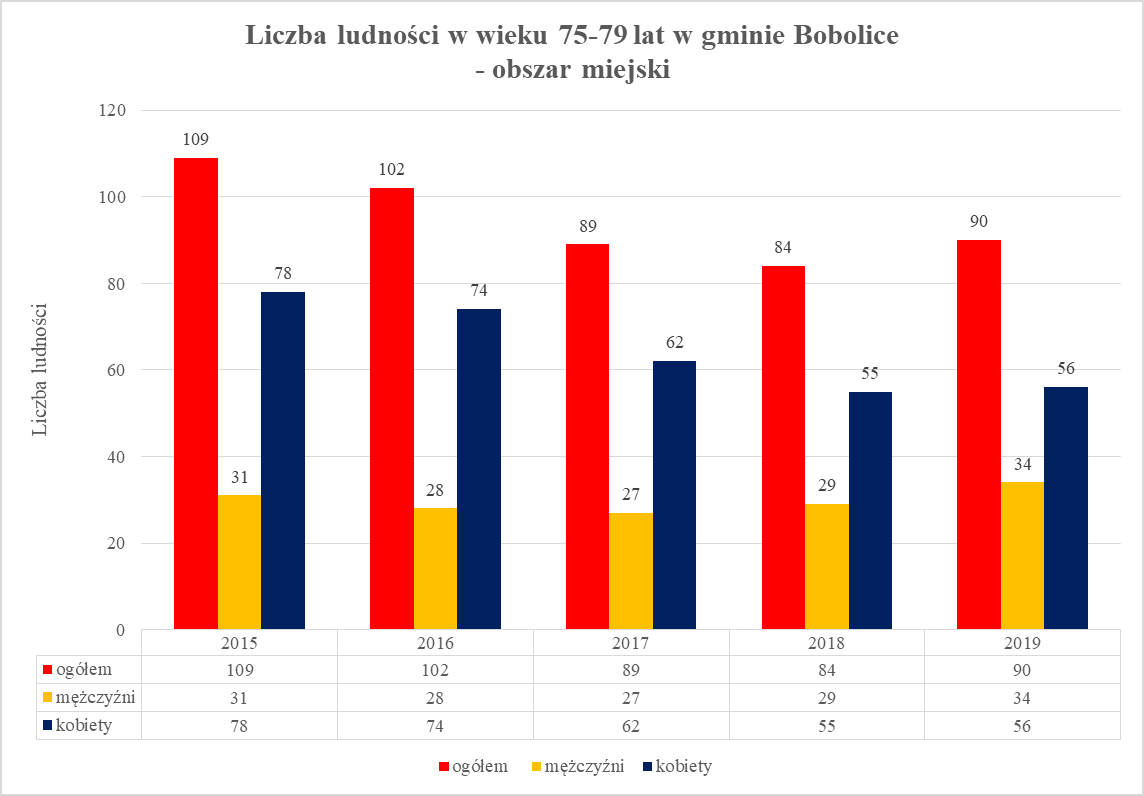 Liczba ludności w wieku 75-79 lat w gminie Bobolice
- obszar miejski
Liczba ludności
120
100
80
60
40
20
0
109
31
78
102
28
74
89
27
62
84
29
55
90
34
56
2015 2016 2017 2018 2019
ogółem 109 102 89 84 90
mężczyźni 31 28 27 29 34
kobiety 78 74 62 55 56
ogółem mężczyźni kobiety